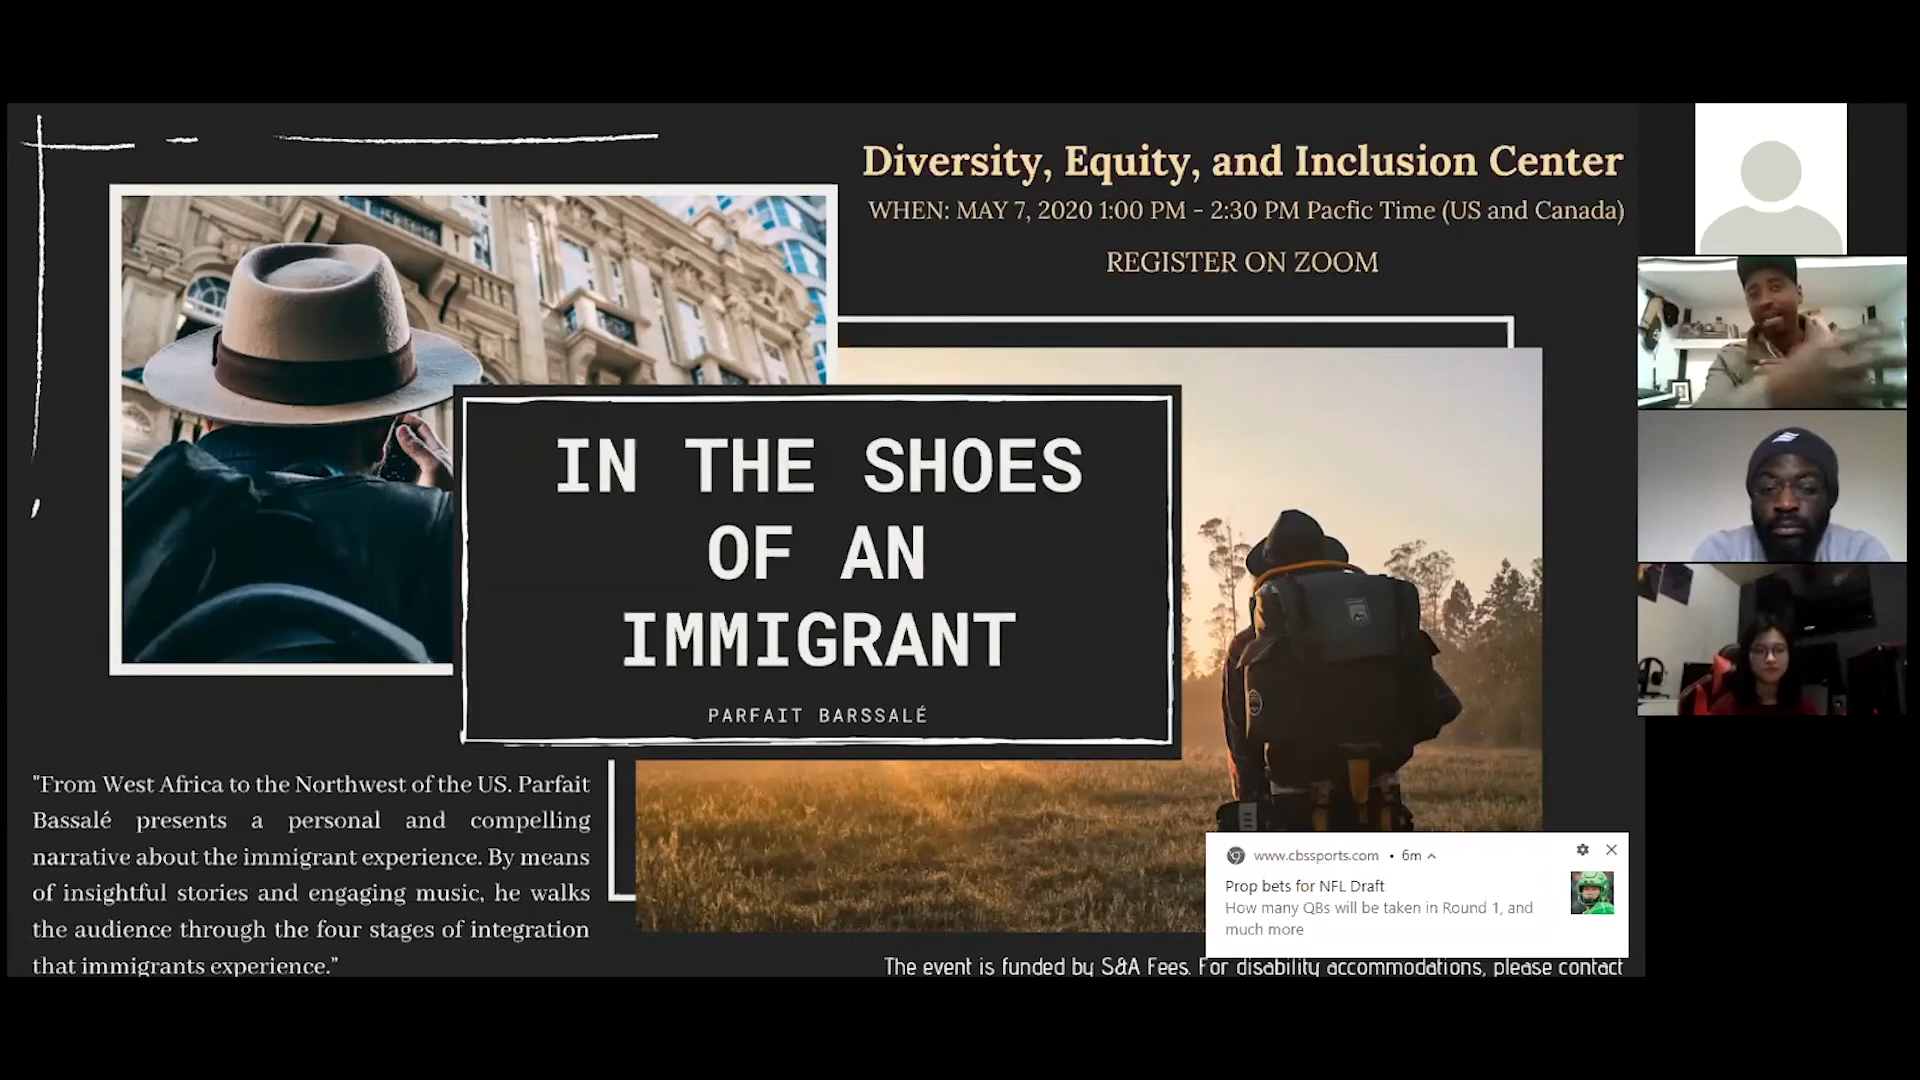 Diversity, Equity, and Inclusion Center
WHEN: MAY 7, 2020 1:00 PM - 2:30 PM Pacfic Time (US and Canada)
REGISTER ON ZOOM
IN THE SHOES
OF AN
IMMIGRANT
PARFAIT BARSSALÉ
"From West Africa to the Northwest of the US. Parfait
Bassalé presents a personal and compelling
narrative about the immigrant experience. By means
of insightful stories and engaging music, he walks
the audience through the four stages of integration
that immigrants experience.”
www.cbssports.com • 6m
Prop bets for NFL Draft
How many QBs will be taken in Round 1, and
much more
The event is funded by S&A Fees. For disability accommodations, please contact